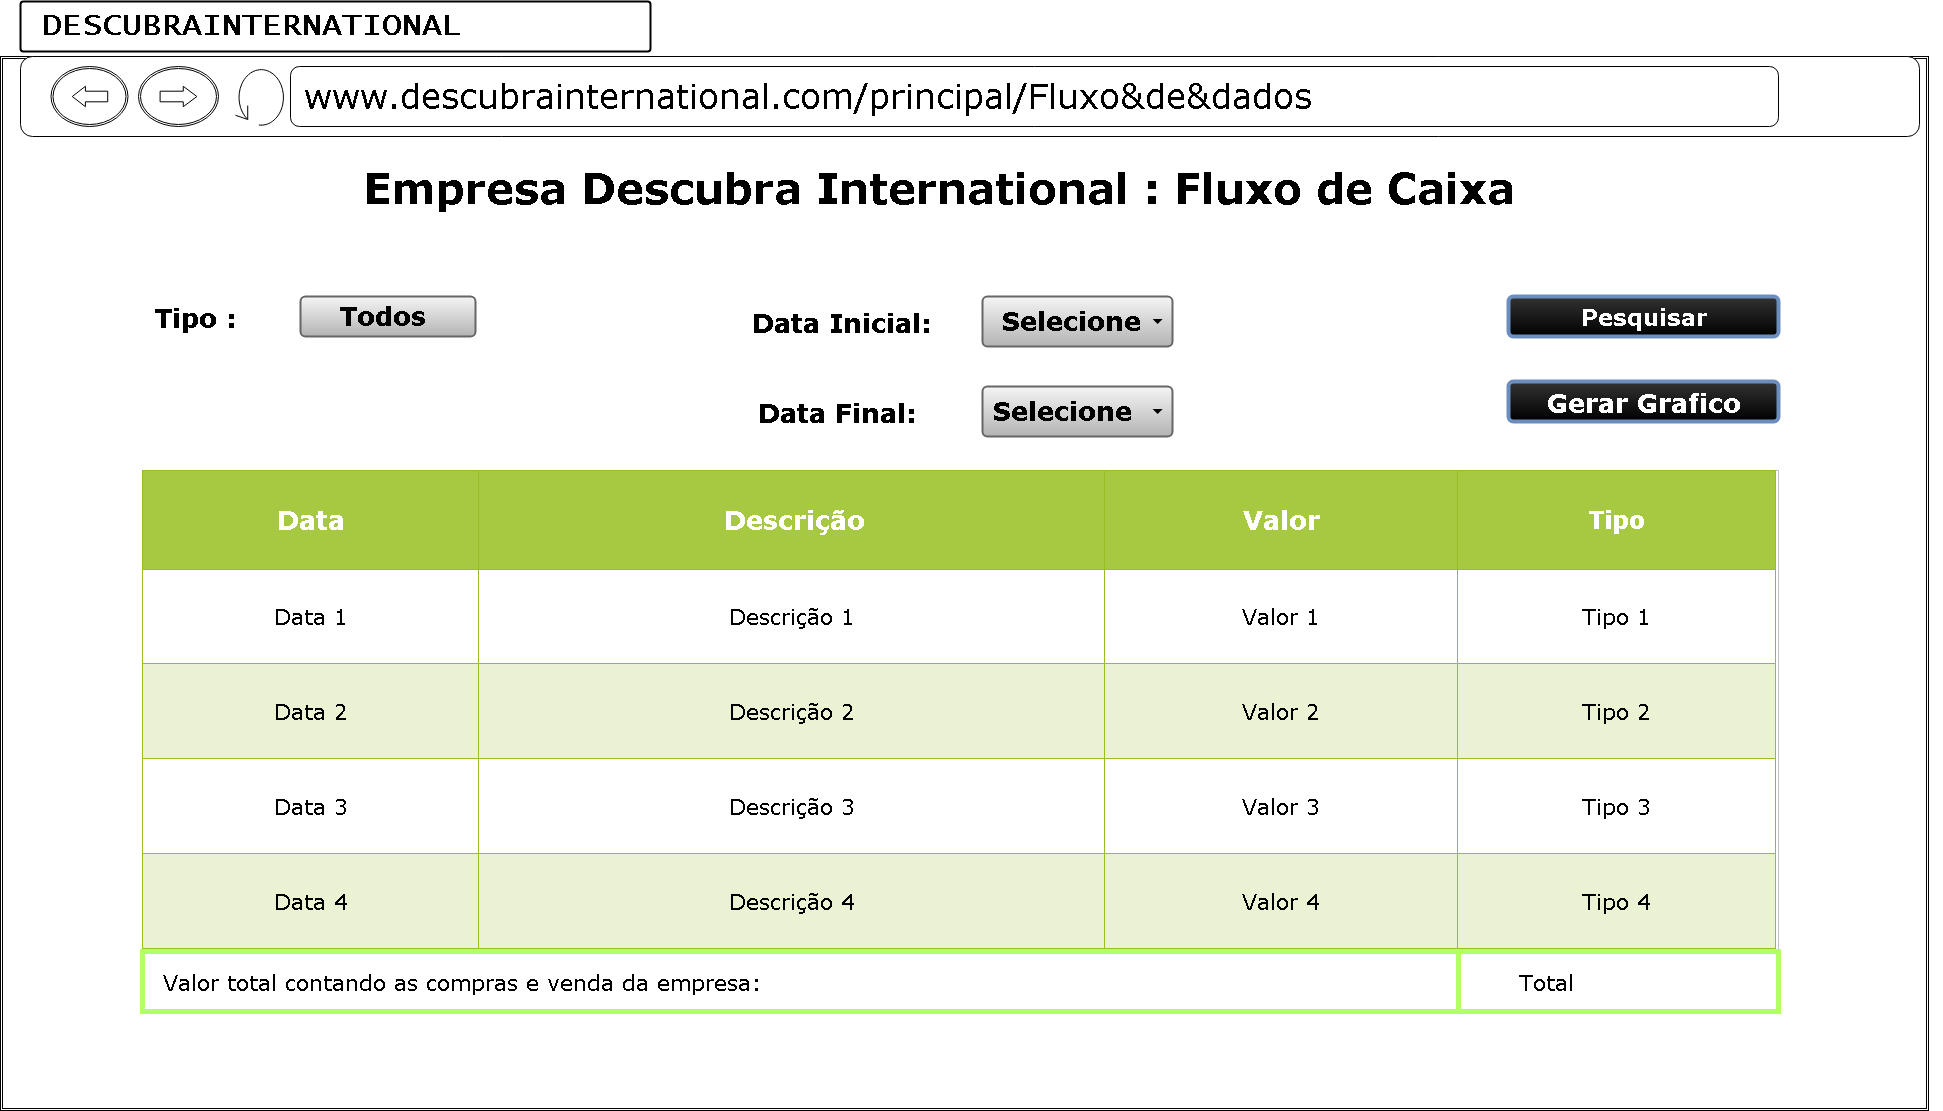 DESCUBRAINTERNATIONAL
www.descubrainternational.com/principal/Fluxo&de&dados
Empresa Descubra International : Fluxo de Caixa
Tipo : Todos Data Inicial: Selecione Pesquisar
Data Final: Selecione Gerar Grafico
Data Descrição Valor Tipo
Data 1 Descrição 1 Valor 1 Tipo 1
Data 2 Descrição 2 Valor 2 Tipo 2
Data 3 Descrição 3 Valor 3 Tipo 3
Data 4 Descrição 4 Valor 4 Tipo 4
Valor total contando as compras e venda da empresa: Total